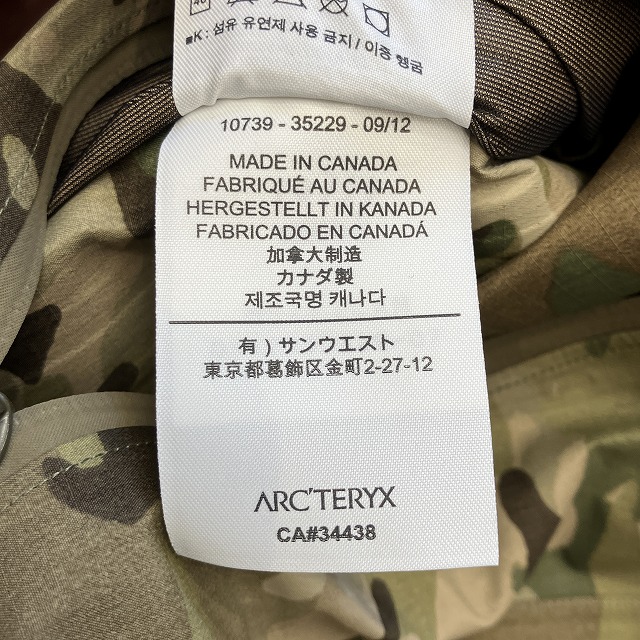 40
■K : 섬유 유연제 사용 금지 / 이중 헹굼
10739 - 35229 - 09/12
MADE IN CANADA
FABRIQUÉ AU CANADA
HERGESTELLT IN KANADA
FABRICADO EN CANADÁ
加拿大制造
カナダ製
제조국명 캐나다
有 ) サンウエスト
東京都葛飾区金町2-27-12
ARC'TERYX
CA#34438